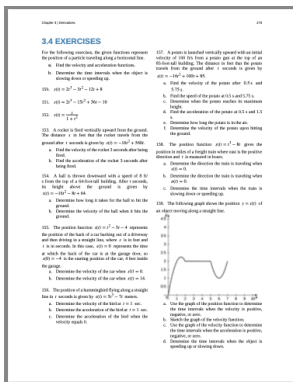 Chapter 3 | Derivatives
275
3.4 EXERCISES
For the following exercises, the given functions represent
the position of a particle traveling along a horizontal line.
a. Find the velocity and acceleration functions.
b. Determine the time intervals when the object is
slowing down or speeding up.
150. s(t) = 2t³ − 3t² − 12t + 8
151. s(t) = 2t³ − 15t² + 36t − 10
152. s(t) = t / (1 + t²)
153. A rocket is fired vertically upward from the ground.
The distance s in feet that the rocket travels from the
ground after t seconds is given by s(t) = −16t² + 560t.
a. Find the velocity of the rocket 3 seconds after being
fired.
b. Find the acceleration of the rocket 3 seconds after
being fired.
154. A ball is thrown downward with a speed of 8 ft/
s from the top of a 64-foot-tall building. After t seconds,
its height above the ground is given by
s(t) = −16t² − 8t + 64.
a. Determine how long it takes for the ball to hit the
ground.
b. Determine the velocity of the ball when it hits the
ground.
155. The position function s(t) = t² − 3t − 4 represents
the position of the back of a car backing out of a driveway
and then driving in a straight line, where s is in feet and
t is in seconds. In this case, s(t) = 0 represents the time
at which the back of the car is at the garage door, so
s(0) = −4 is the starting position of the car, 4 feet inside
the garage.
a. Determine the velocity of the car when s(t) = 0.
b. Determine the velocity of the car when s(t) = 14.
156. The position of a hummingbird flying along a straight
line in t seconds is given by s(t) = 3t³ − 7t meters.
a. Determine the velocity of the bird at t = 1 sec.
b. Determine the acceleration of the bird at t = 1 sec.
c. Determine the acceleration of the bird when the
velocity equals 0.
157. A potato is launched vertically upward with an initial
velocity of 100 ft/s from a potato gun at the top of an
85-foot-tall building. The distance in feet that the potato
travels from the ground after t seconds is given by
s(t) = −16t² + 100t + 85.
a. Find the velocity of the potato after 0.5 s and
5.75 s.
b. Find the speed of the potato at 0.5 s and 5.75 s.
c. Determine when the potato reaches its maximum
height.
d. Find the acceleration of the potato at 0.5 s and 1.5
s.
e. Determine how long the potato is in the air.
f. Determine the velocity of the potato upon hitting
the ground.
158. The position function s(t) = t³ − 8t gives the
position in miles of a freight train where east is the positive
direction and t is measured in hours.
a. Determine the direction the train is traveling when
s(t) = 0.
b. Determine the direction the train is traveling when
a(t) = 0.
c. Determine the time intervals when the train is
slowing down or speeding up.
159. The following graph shows the position y = s(t) of
an object moving along a straight line.
a. Use the graph of the position function to determine
the time intervals when the velocity is positive,
negative, or zero.
b. Sketch the graph of the velocity function.
c. Use the graph of the velocity function to determine
the time intervals when the acceleration is positive,
negative, or zero.
d. Determine the time intervals when the object is
speeding up or slowing down.